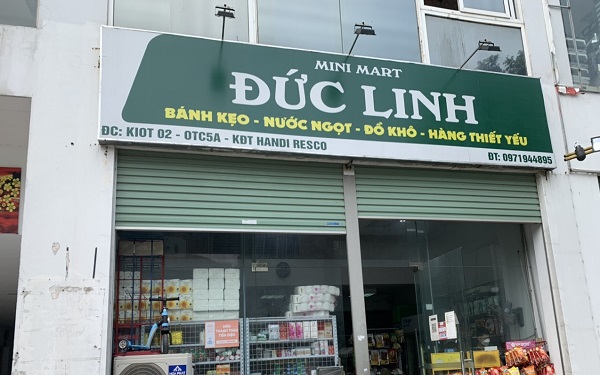 MINI MART
ĐỨC LINH
BÁNH KẸO - NƯỚC NGỌT - ĐỒ KHÔ - HÀNG THIẾT YẾU
ĐC: KIOT 02 - OTC5A - KĐT HANDI RESCO
ĐT: 0971944895